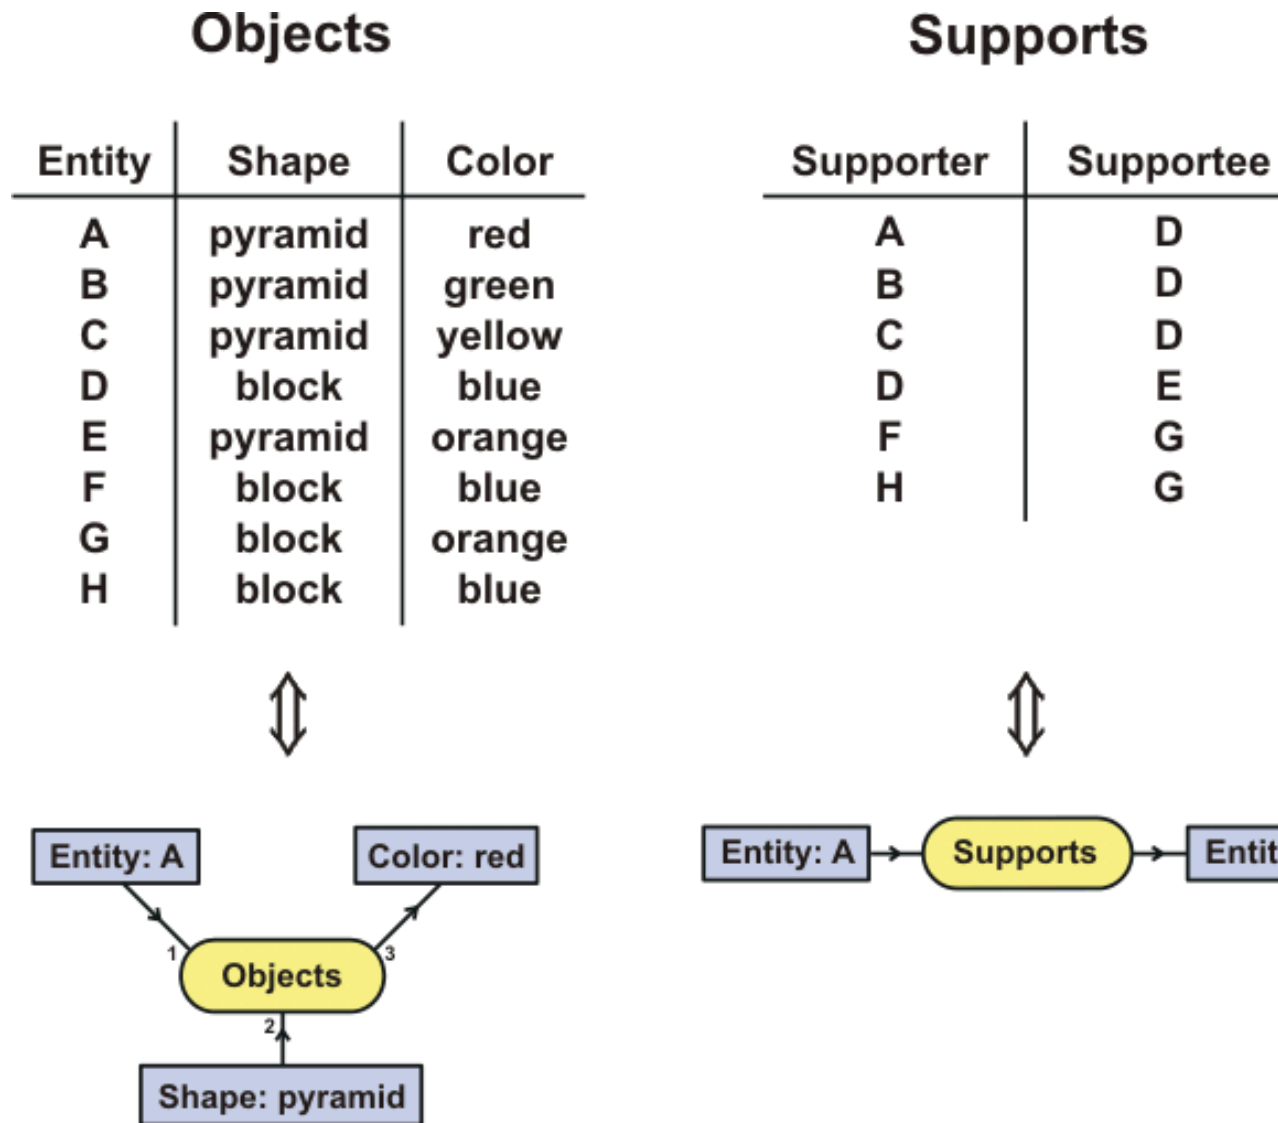 Objects
Entity Shape Color
A pyramid red
B pyramid green
C pyramid yellow
D block blue
E pyramid orange
F block blue
G block orange
H block blue
Entity: A
Color: red
1
3
Objects
2
Shape: pyramid
Supports
Supporter Supportee
A D
B D
C D
D E
F G
H G
Entity: A
Supports